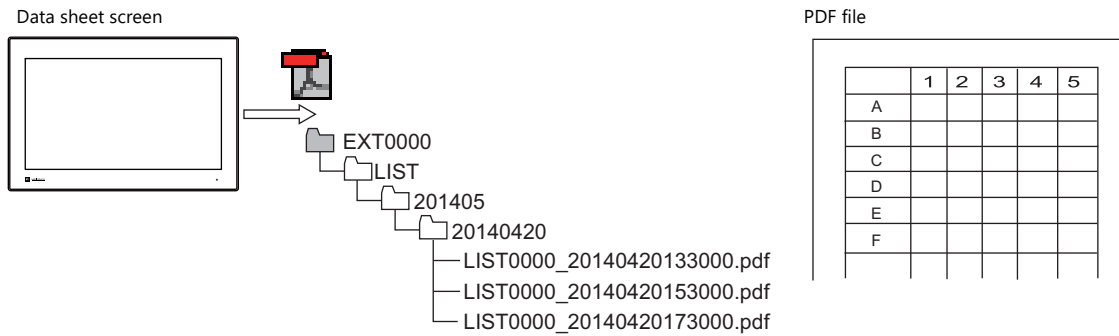 Data sheet screen
EXT0000
LIST
201405
20140420
LIST0000_20140420133000.pdf
LIST0000_20140420153000.pdf
LIST0000_20140420173000.pdf
PDF file
1 2 3 4 5
A
B
C
D
E
F